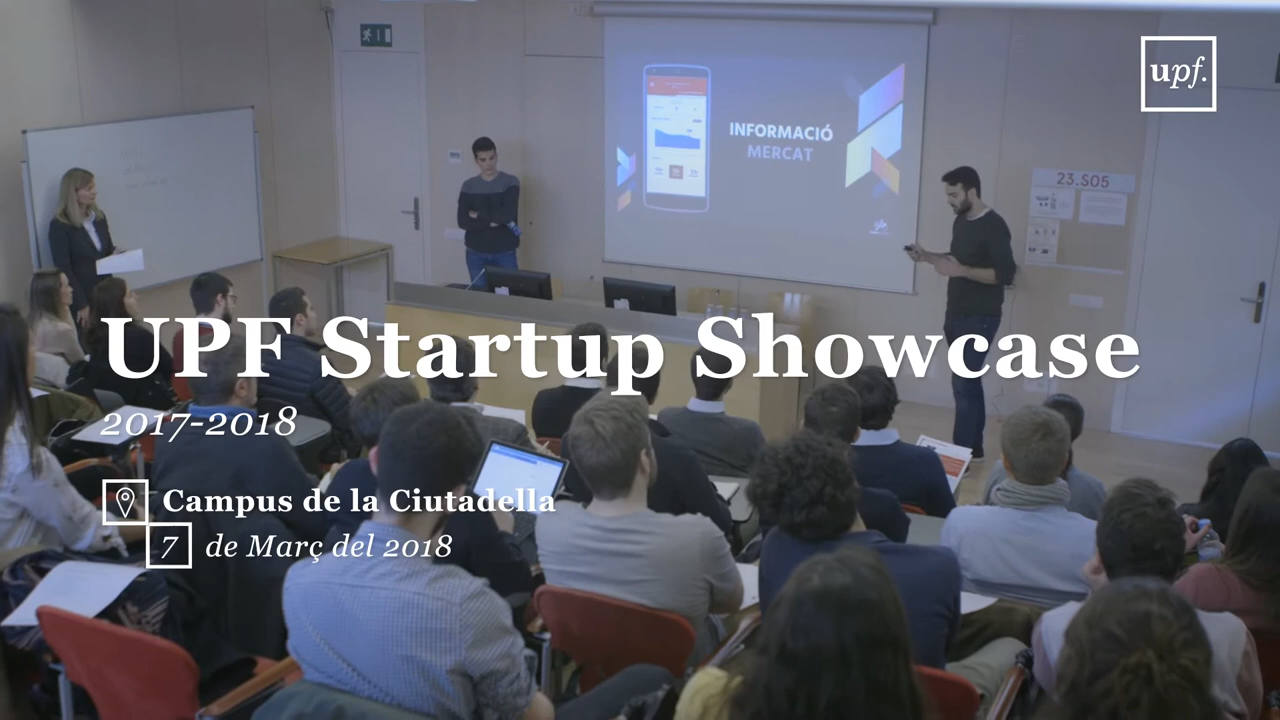 upf.
INFORMACIÓ
MERCAT
23.S05
UPF Startup Showcase
2017-2018
Campus de la Ciutadella
7 de Març del 2018